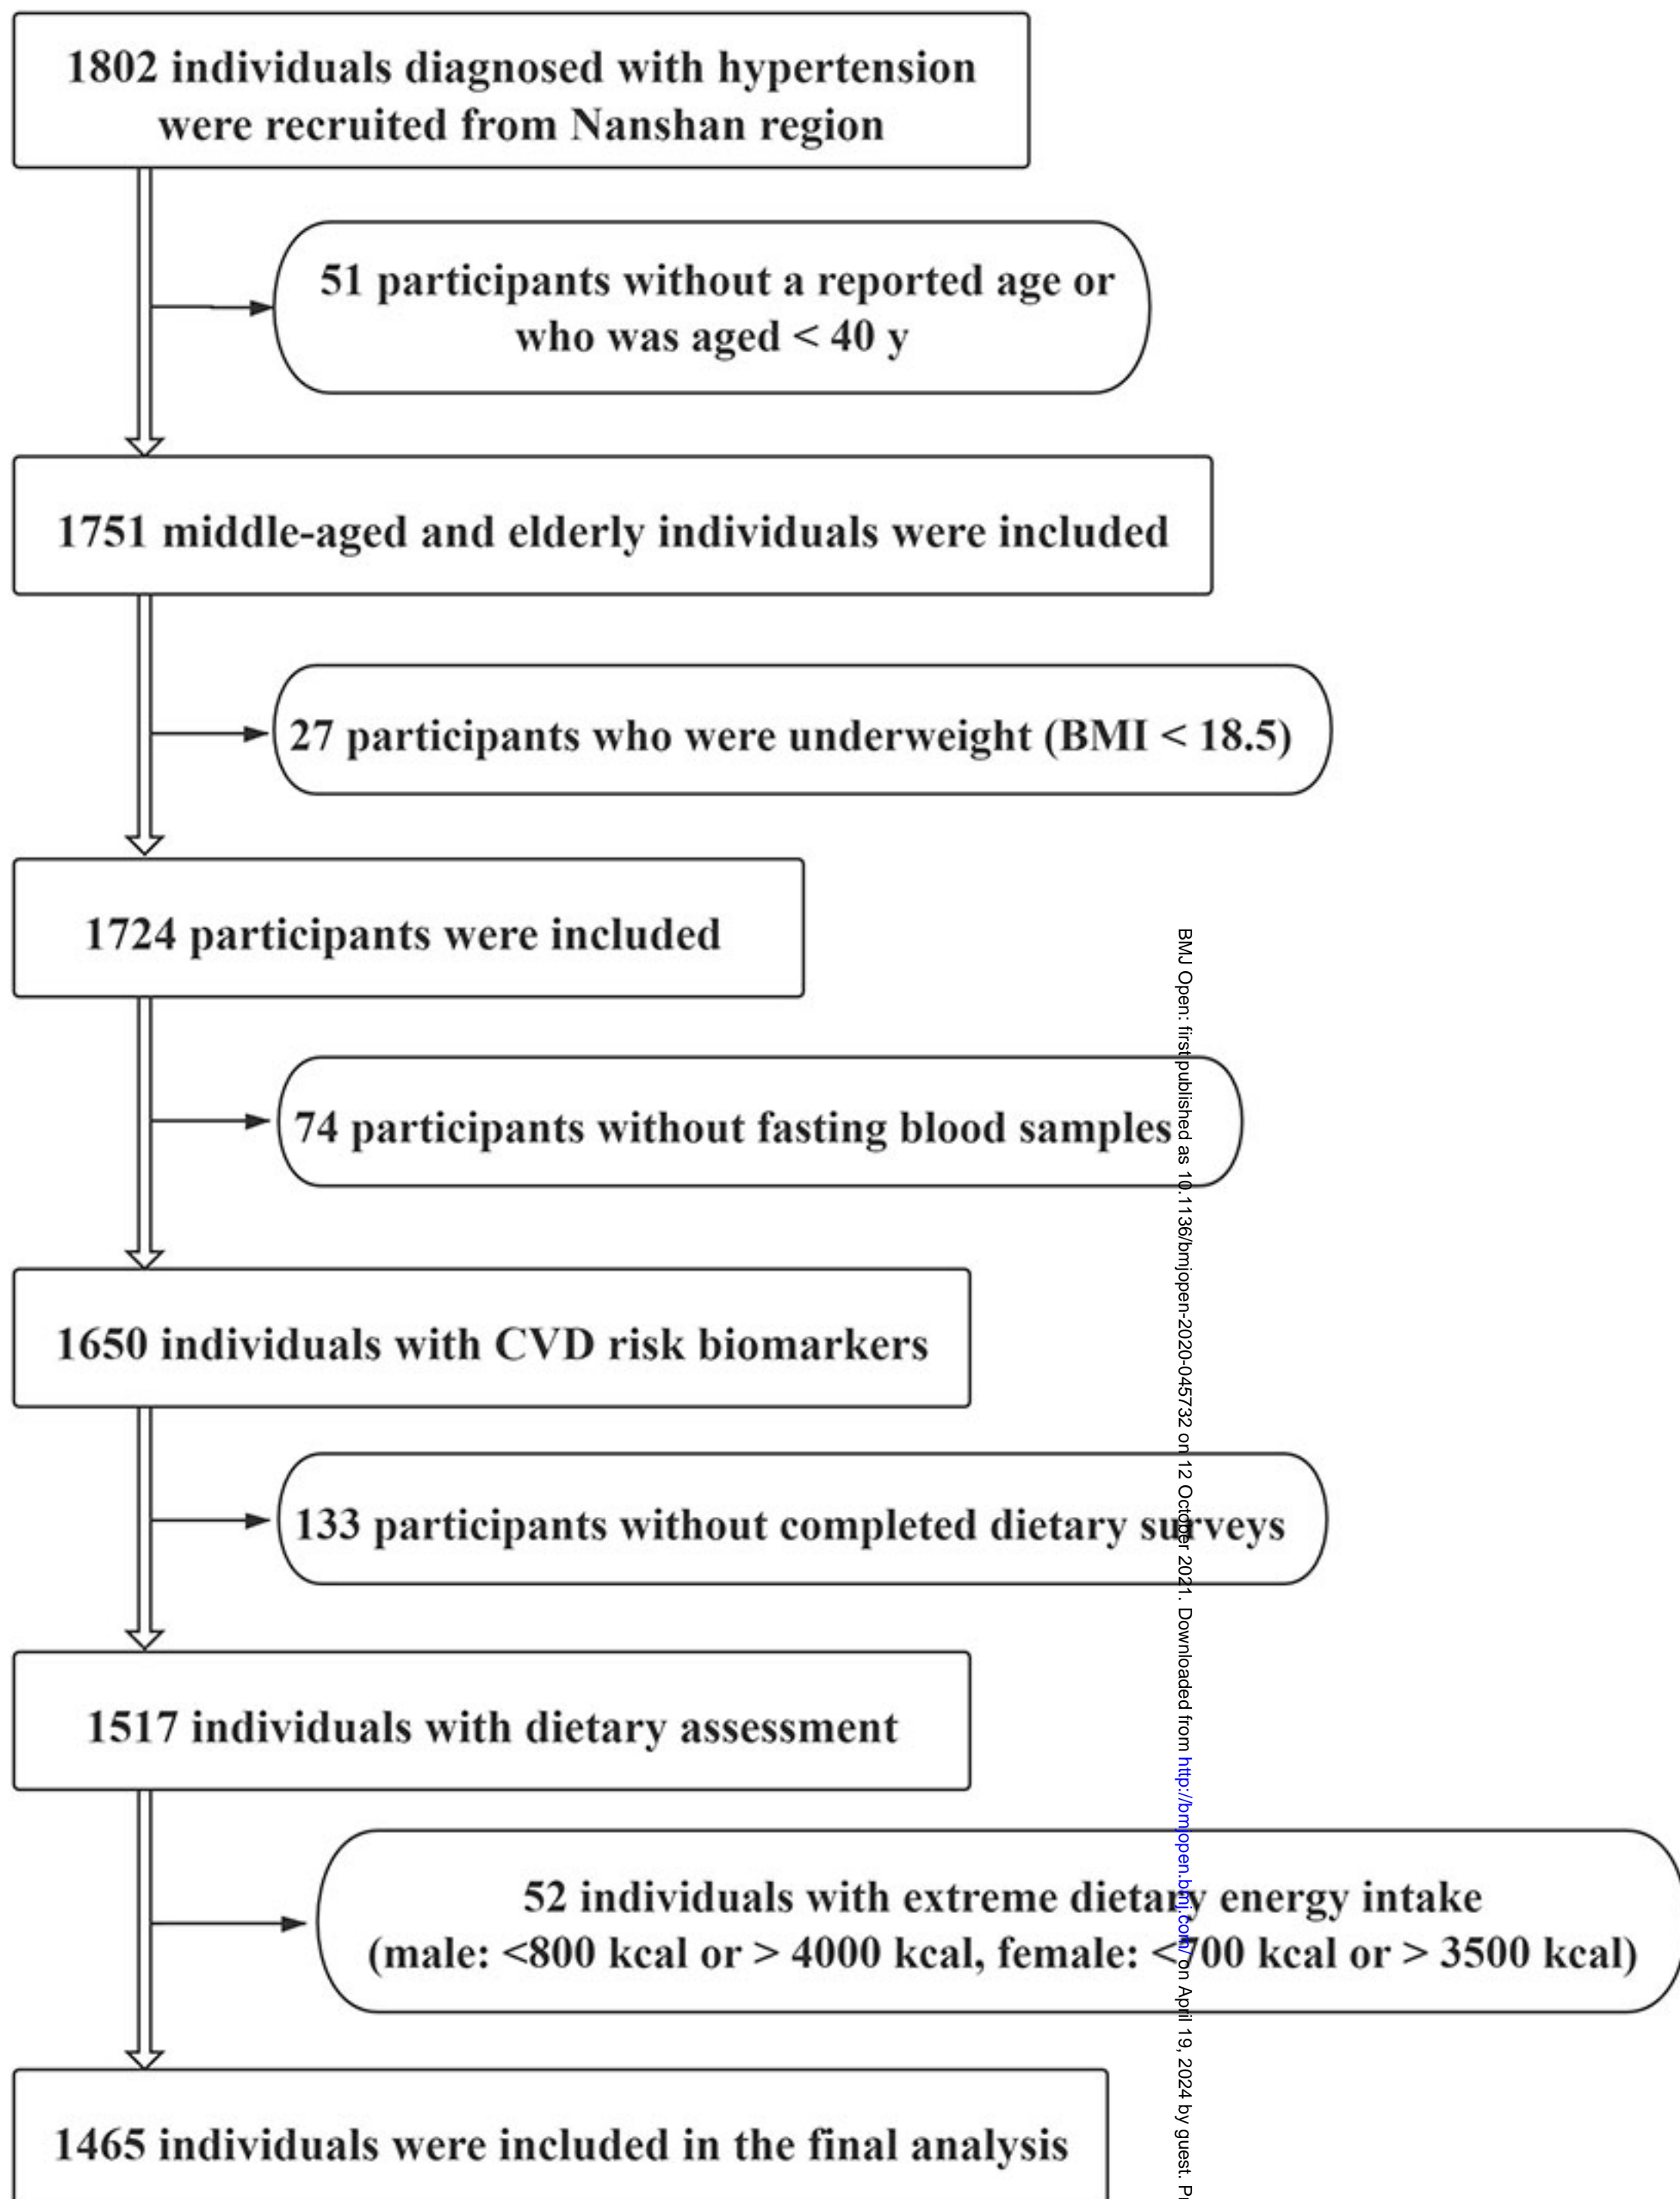 1802 individuals diagnosed with hypertension
were recruited from Nanshan region
51 participants without a reported age or
who was aged < 40 y
1751 middle-aged and elderly individuals were included
27 participants who were underweight (BMI < 18.5)
1724 participants were included
74 participants without fasting blood samples
1650 individuals with CVD risk biomarkers
133 participants without completed dietary surveys
1517 individuals with dietary assessment
52 individuals with extreme dietary energy intake
(male: <800 kcal or > 4000 kcal, female: <700 kcal or > 3500 kcal)
1465 individuals were included in the final analysis
BMJ Open: first published as 10.1136/bmjopen-2020-045732 on 12 October 2021. Downloaded from http://bmjopen.bmj.com/ on April 19, 2024 by guest.